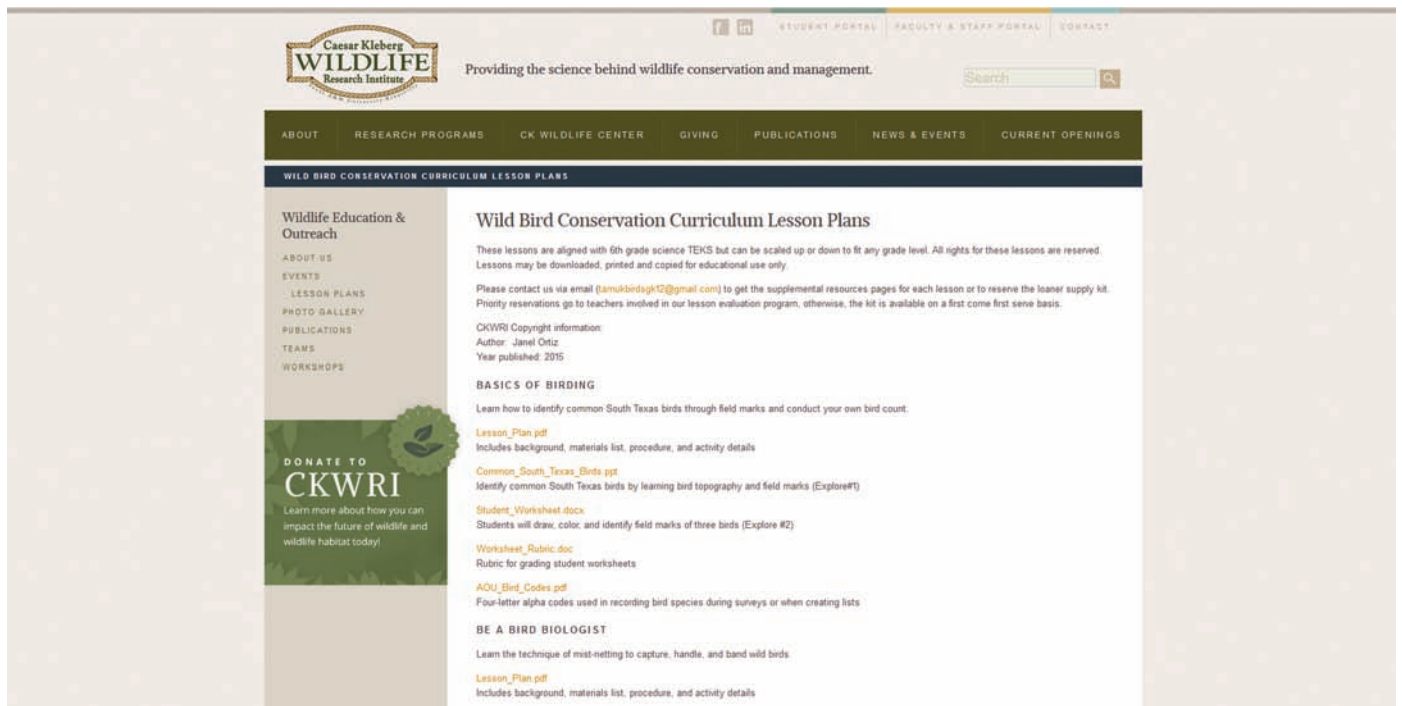 STUDENT PORTAL
FACULTY & STAFF PORTAL
CONTACT
Caesar Kleberg
WILDLIFE
Research Institute
Providing the science behind wildlife conservation and management.
Search
ABOUT
RESEARCH PROGRAMS
CK WILDLIFE CENTER
GIVING
PUBLICATIONS
NEWS & EVENTS
CURRENT OPENINGS
WILD BIRD CONSERVATION CURRICULUM LESSON PLANS
Wildlife Education &
Outreach
ABOUT US
EVENTS
LESSON PLANS
PHOTO GALLERY
PUBLICATIONS
TEAMS
WORKSHOPS
DONATE TO
CKWRI
Learn more about how you can
impact the future of wildlife and
wildlife habitat today!
Wild Bird Conservation Curriculum Lesson Plans
These lessons are aligned with 6th grade science TEKS but can be scaled up or down to fit any grade level. All rights for these lessons are reserved.
Lessons may be downloaded, printed and copied for educational use only.
Please contact us via email (tamukbirdsgk12@gmail.com) to get the supplemental resources pages for each lesson or to reserve the loaner supply kit.
Priority reservations go to teachers involved in our lesson evaluation program, otherwise, the kit is available on a first come first serve basis.
CKWRI Copyright information:
Author: Janel Ortiz
Year published: 2015
BASICS OF BIRDING
Learn how to identify common South Texas birds through field marks and conduct your own bird count.
Lesson_Plan.pdf
Includes background, materials list, procedure, and activity details
Common_South_Texas_Birds.ppt
Identify common South Texas birds by learning bird topography and field marks (Explore#1)
Student_Worksheet.docx
Students will draw, color, and identify field marks of three birds (Explore #2)
Worksheet_Rubric.doc
Rubric for grading student worksheets
AOU_Bird_Codes.pdf
Four-letter alpha codes used in recording bird species during surveys or when creating lists
BE A BIRD BIOLOGIST
Learn the technique of mist-netting to capture, handle, and band wild birds.
Lesson_Plan.pdf
Includes background, materials list, procedure, and activity details